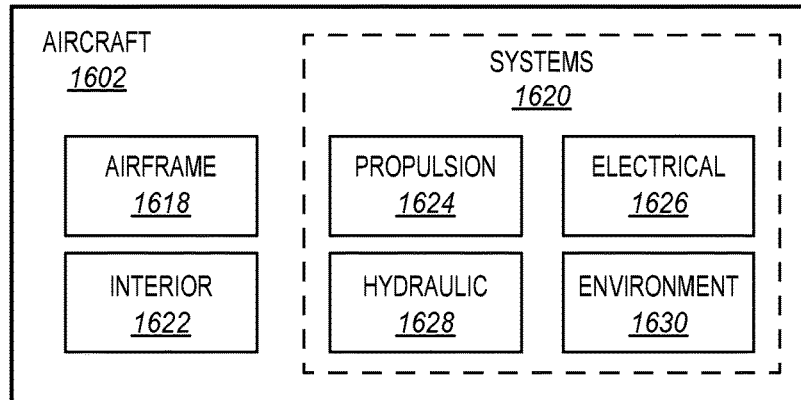 AIRCRAFT
1602
SYSTEMS
1620
AIRFRAME
1618
PROPULSION
1624
ELECTRICAL
1626
INTERIOR
1622
HYDRAULIC
1628
ENVIRONMENT
1630